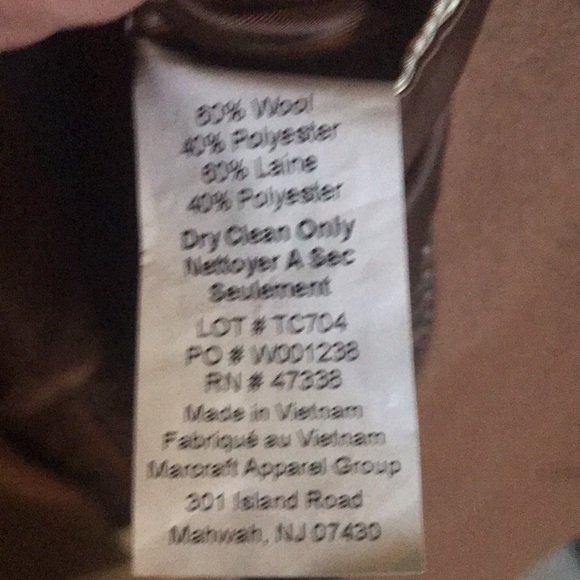 60% Wool
40% Polyester
60% Laine
40% Polyester
Dry Clean Only
Nettoyer A Sec
Seulement
LOT # TC704
PO # W001238
RN # 47338
Made in Vietnam
Fabriqué au Vietnam
Marcraft Apparel Group
301 Island Road
Mahwah, NJ 07430